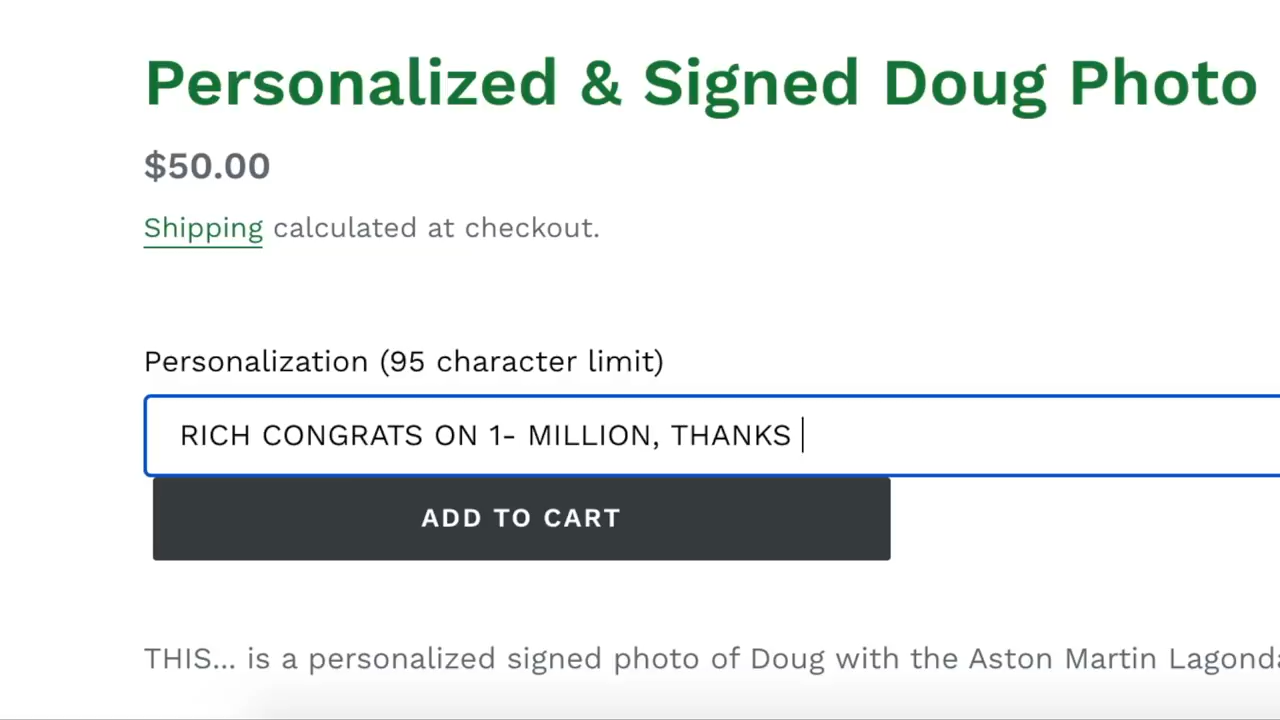 Personalized & Signed Doug Photo
$50.00
Shipping calculated at checkout.
Personalization (95 character limit)
RICH CONGRATS ON 1- MILLION, THANKS
ADD TO CART
THIS... is a personalized signed photo of Doug with the Aston Martin Lagonda